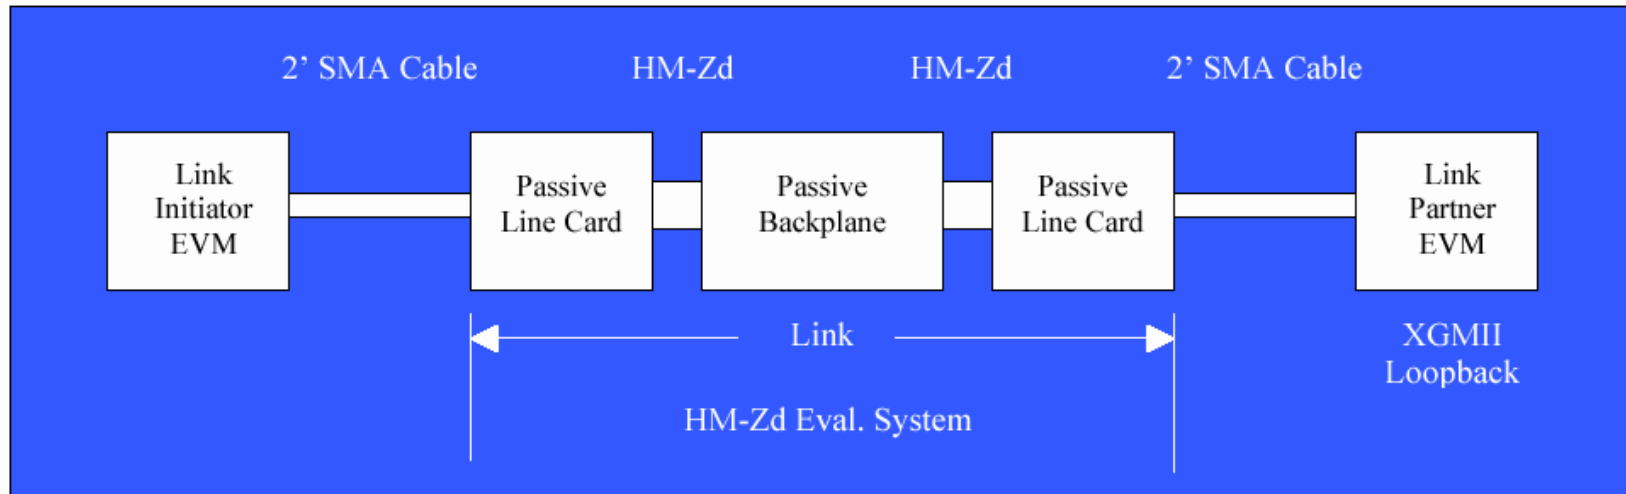 2’ SMA Cable HM-Zd HM-Zd 2’ SMA Cable
Link
Initiator
EVM
Passive
Line Card
Passive
Backplane
Passive
Line Card
Link
Partner
EVM
Link
XGMII
Loopback
HM-Zd Eval. System